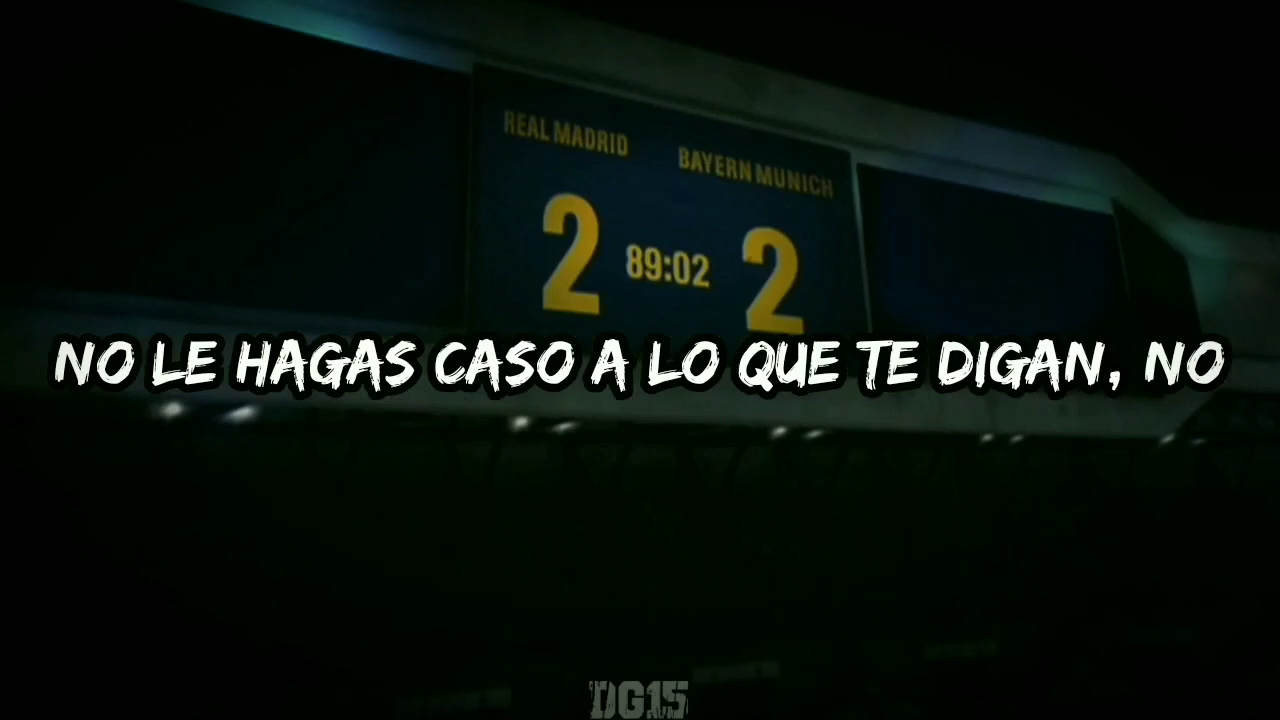 REAL MADRID BAYERN MUNICH
2 89:02 2
NO LE HAGAS CASO A LO QUE TE DIGAN, NO
DG15